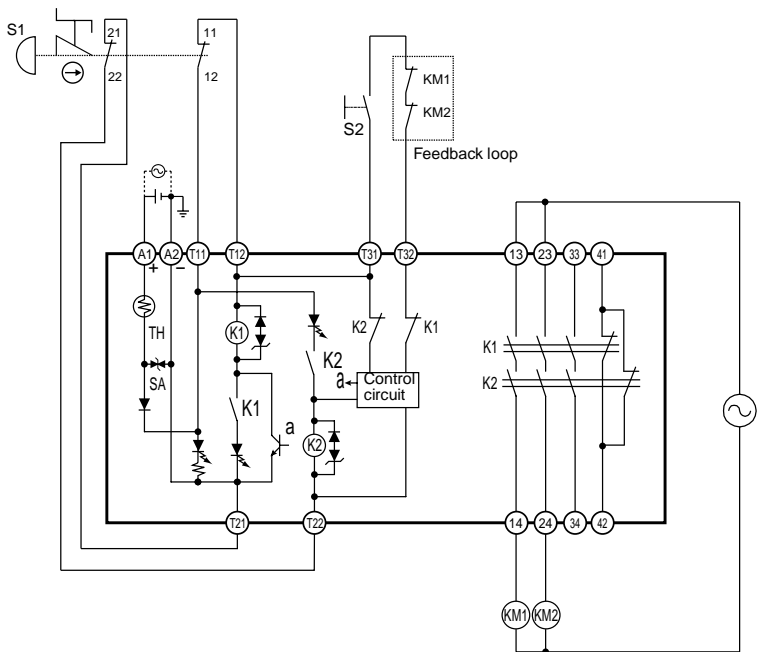 S1
21
11
22
12
KM1
KM2
S2
Feedback loop
A1
A2
T11
T12
T31
T32
13
23
33
41
+
−
TH
K1
K2
K2
K1
K1
SA
K1
a
K2
a
Control
circuit
K2
K2
T21
T22
14
24
34
42
KM1
KM2